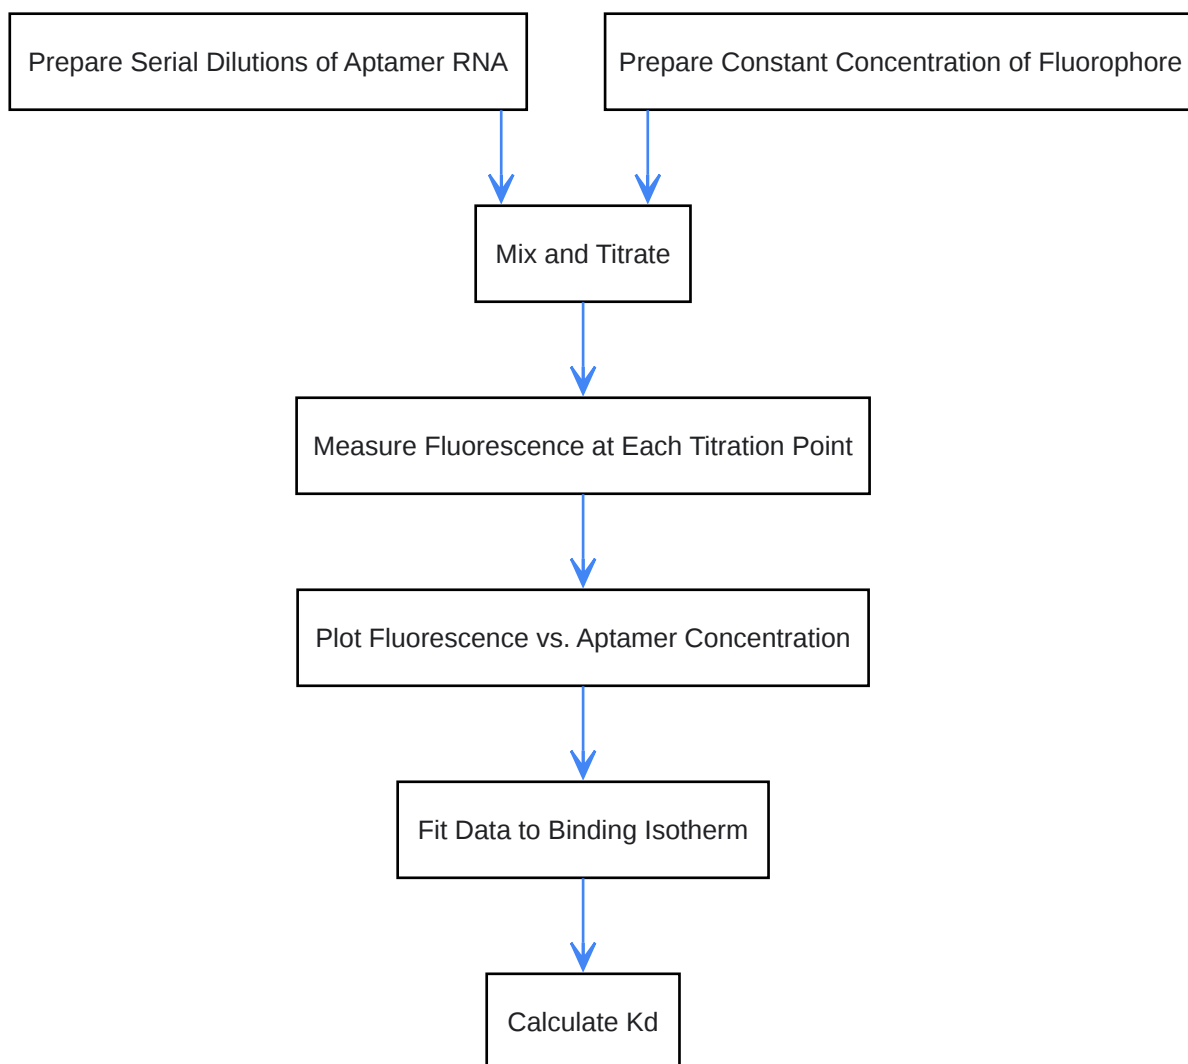 Prepare Serial Dilutions of Aptamer RNA
Prepare Constant Concentration of Fluorophore
Mix and Titrate
Measure Fluorescence at Each Titration Point
Plot Fluorescence vs. Aptamer Concentration
Fit Data to Binding Isotherm
Calculate Kd